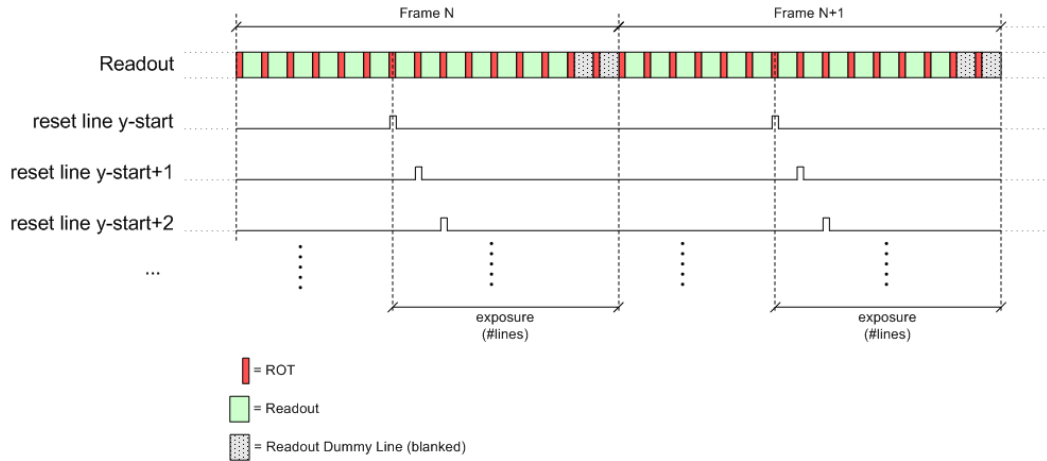 Frame N
Frame N+1
Readout
reset line y-start
reset line y-start+1
reset line y-start+2
...
exposure
(#lines)
exposure
(#lines)
= ROT
= Readout
= Readout Dummy Line (blanked)